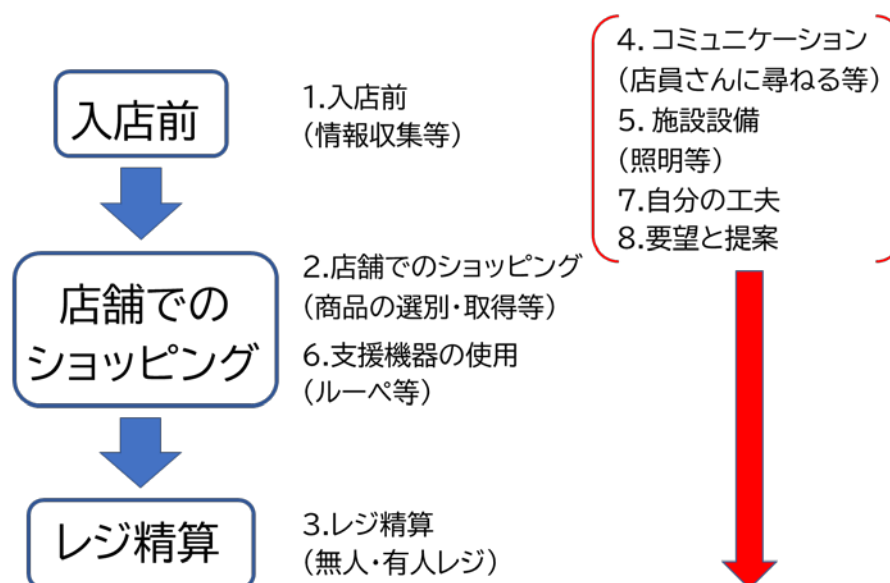 入店前
1.入店前
(情報収集等)
店舗での
ショッピング
2.店舗でのショッピング
(商品の選別・取得等)
6.支援機器の使用
(ルーペ等)
レジ精算
3.レジ精算
(無人・有人レジ)
4. コミュニケーション
(店員さんに尋ねる等)
5. 施設設備
(照明等)
7.自分の工夫
8.要望と提案